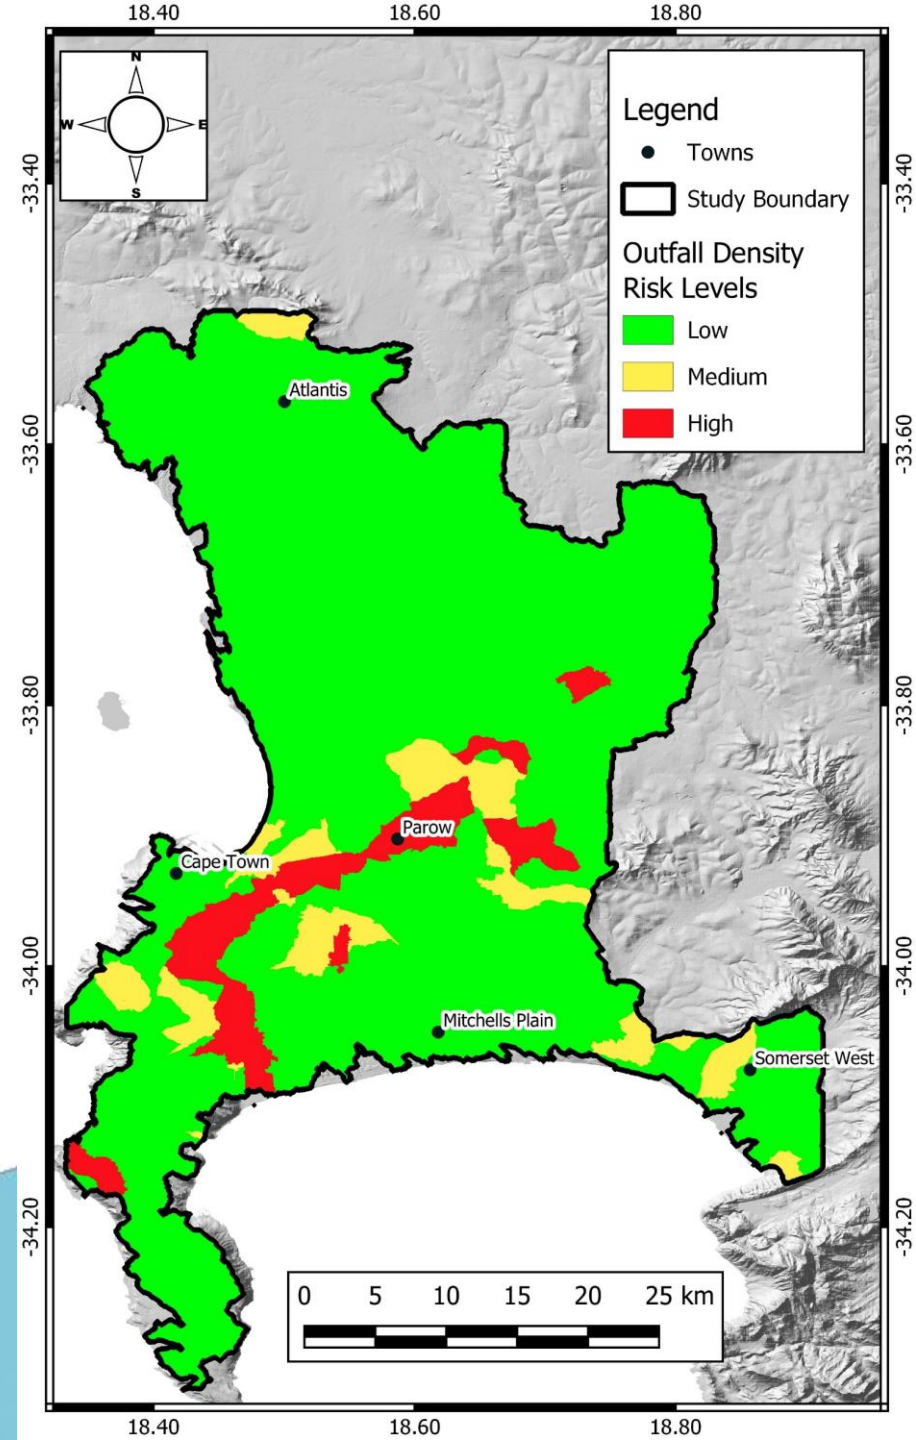 18.40 18.60 18.80
N
W E
S
Legend
Towns
Study Boundary
Outfall Density
Risk Levels
Low
Medium
High
-33.40 -33.40
Atlantis
-33.60 -33.60
-33.80 -33.80
Parow
Cape Town
-34.00 -34.00
Mitchells Plain
Somerset West
-34.20 -34.20
0 5 10 15 20 25 km
18.40 18.60 18.80